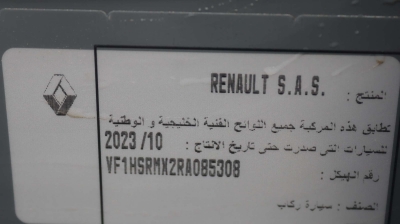 المنتج : RENAULT S.A.S.
تطابق هذه المركبة جميع اللوائح الفنية الخليجية و الوطنية
للسيارات التى صدرت حتى تاريخ الانتاج : 2023 /10
رقم الهيكل : VF1HSRMX2RA085308
الصنف : سيارة ركاب